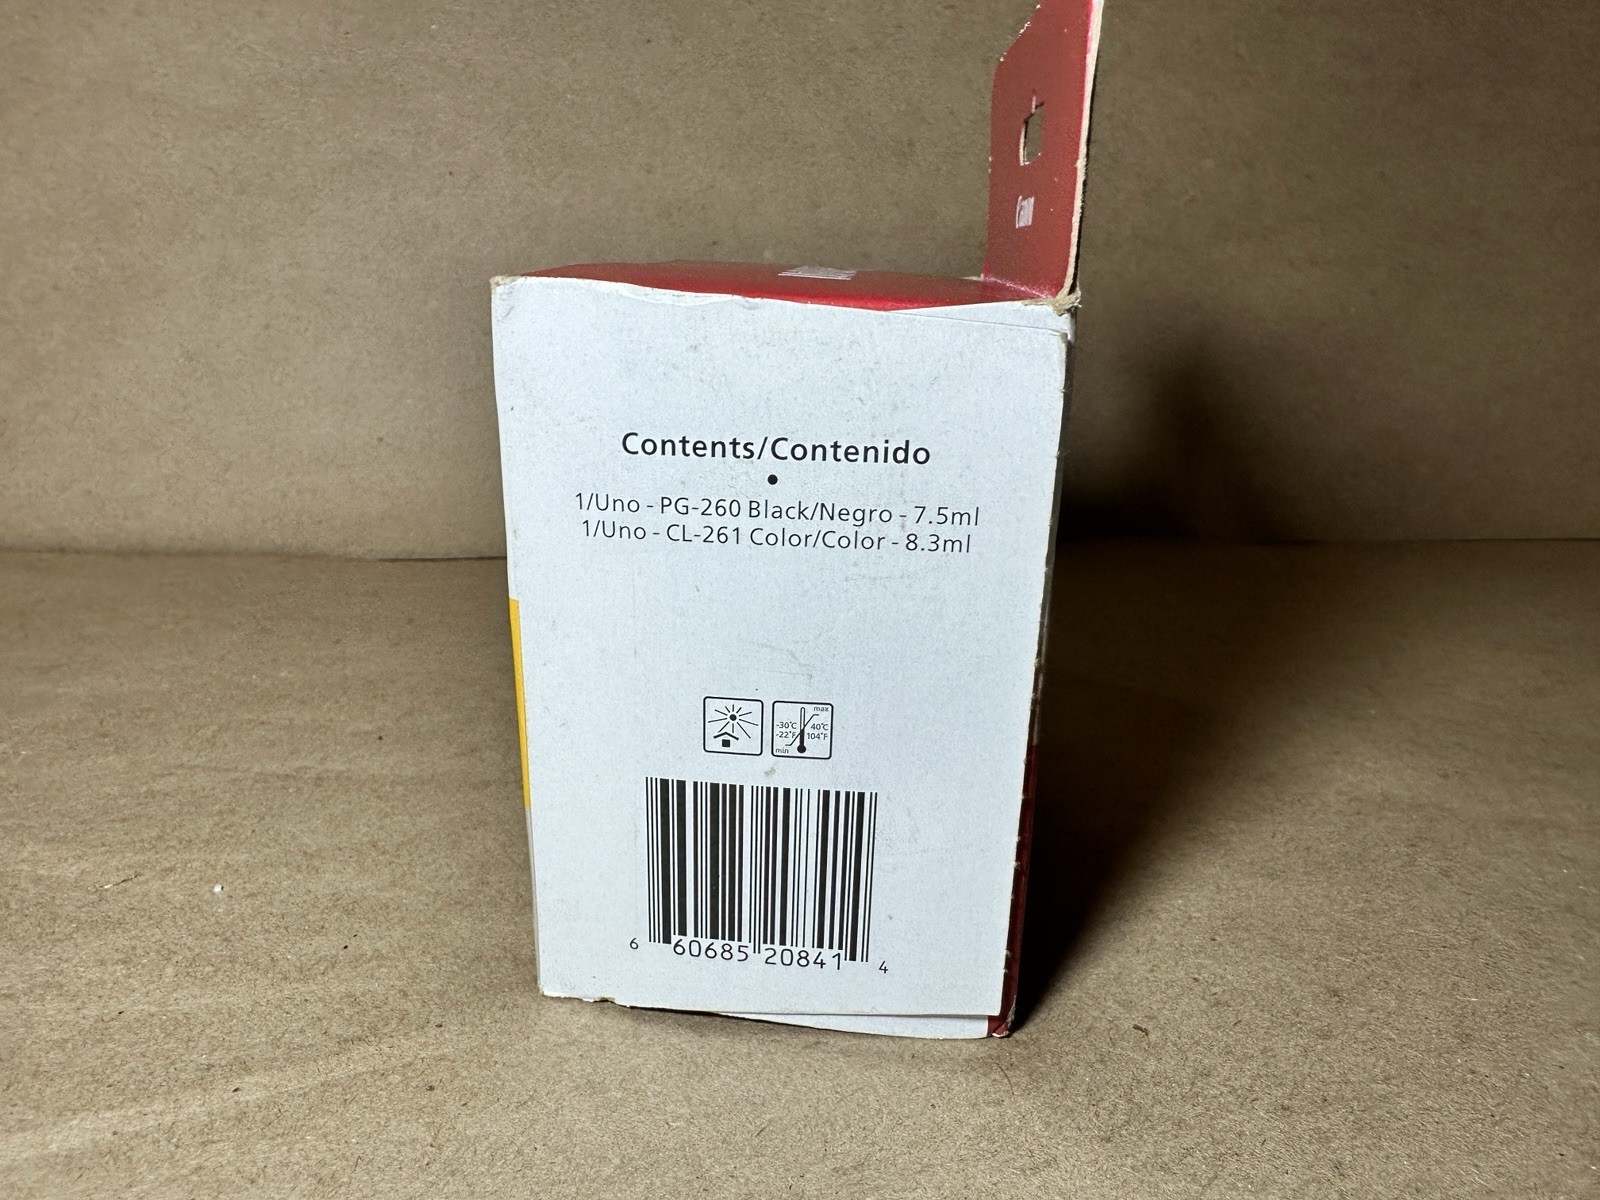 Canon
Contents/Contenido
•
1/Uno - PG-260 Black/Negro - 7.5ml
1/Uno - CL-261 Color/Color - 8.3ml
max
-30°C 40°C
-22°F 104°F
min
6 60685 20841 4